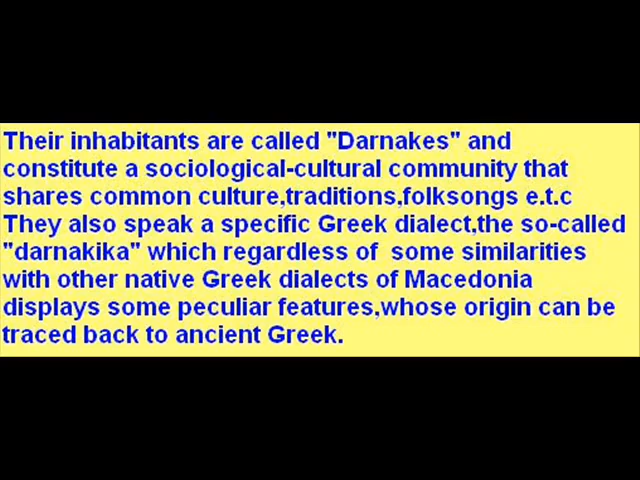 Their inhabitants are called "Darnakes" and
constitute a sociological-cultural community that
shares common culture,traditions,folksongs e.t.c
They also speak a specific Greek dialect,the so-called
"darnakika" which regardless of  some similarities
with other native Greek dialects of Macedonia
displays some peculiar features,whose origin can be
traced back to ancient Greek.